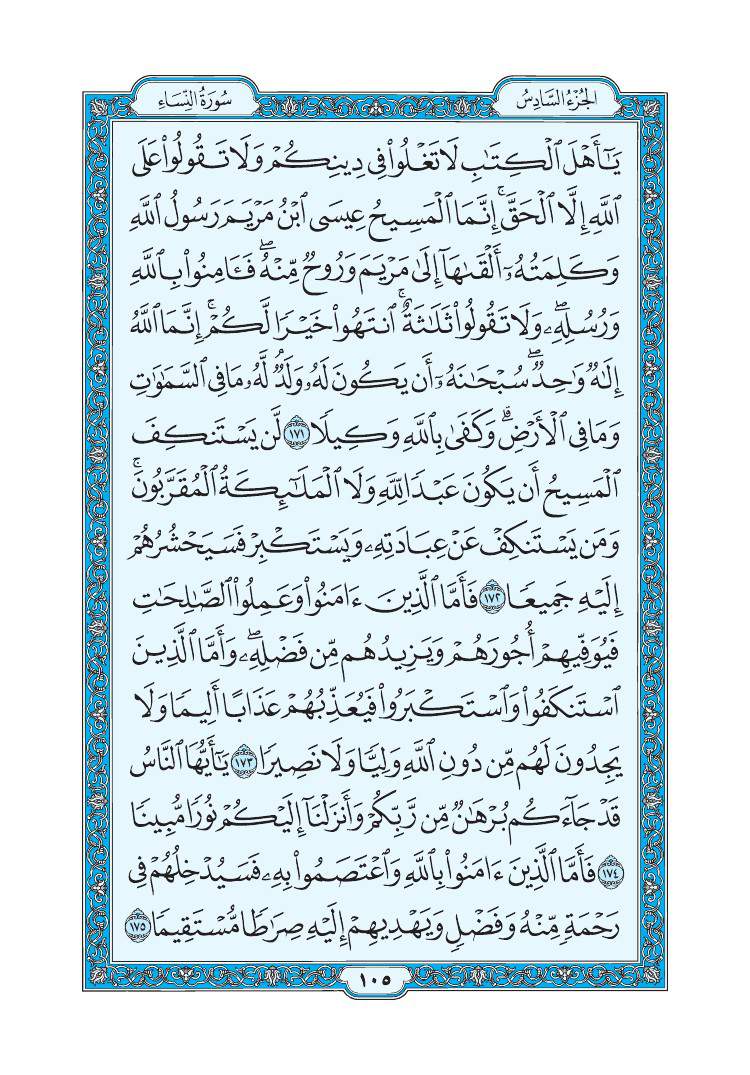 الجُزْءُ السَّادِسُ
سُورَةُ النِّسَاءِ
يَٰٓأَهْلَ ٱلْكِتَٰبِ لَا تَغْلُوا۟ فِى دِينِكُمْ وَلَا تَقُولُوا۟ عَلَى
ٱللَّهِ إِلَّا ٱلْحَقَّ ۚ إِنَّمَا ٱلْمَسِيحُ عِيسَى ٱبْنُ مَرْيَمَ رَسُولُ ٱللَّهِ
وَكَلِمَتُهُۥٓ أَلْقَىٰهَآ إِلَىٰ مَرْيَمَ وَرُوحٌ مِّنْهُ ۖ فَـَٔامِنُوا۟ بِٱللَّهِ
وَرُسُلِهِۦ ۖ وَلَا تَقُولُوا۟ ثَلَٰثَةٌ ۚ ٱنتَهُوا۟ خَيْرًا لَّكُمْ ۚ إِنَّمَا ٱللَّهُ
إِلَٰهٌ وَٰحِدٌ ۖ سُبْحَٰنَهُۥٓ أَن يَكُونَ لَهُۥ وَلَدٌ ۘ لَّهُۥ مَا فِى ٱلسَّمَٰوَٰتِ
وَمَا فِى ٱلْأَرْضِ ۗ وَكَفَىٰ بِٱللَّهِ وَكِيلًا ١٧١ لَّن يَسْتَنكِفَ
ٱلْمَسِيحُ أَن يَكُونَ عَبْدًا لِّلَّهِ وَلَا ٱلْمَلَٰٓئِكَةُ ٱلْمُقَرَّبُونَ ۚ
وَمَن يَسْتَنكِفْ عَنْ عِبَادَتِهِۦ وَيَسْتَكْبِرْ فَسَيَحْشُرُهُمْ
إِلَيْهِ جَمِيعًا ١٧٢ فَأَمَّا ٱلَّذِينَ ءَامَنُوا۟ وَعَمِلُوا۟ ٱلصَّٰلِحَٰتِ
فَيُوَفِّيهِمْ أُجُورَهُمْ وَيَزِيدُهُم مِّن فَضْلِهِۦ ۖ وَأَمَّا ٱلَّذِينَ
ٱسْتَنكَفُوا۟ وَٱسْتَكْبَرُوا۟ فَيُعَذِّبُهُمْ عَذَابًا أَلِيمًا وَلَا
يَجِدُونَ لَهُم مِّن دُونِ ٱللَّهِ وَلِيًّا وَلَا نَصِيرًا ١٧٣ يَٰٓأَيُّهَا ٱلنَّاسُ
قَدْ جَآءَكُم بُرْهَٰنٌ مِّن رَّبِّكُمْ وَأَنزَلْنَآ إِلَيْكُمْ نُورًا مُّبِينًا
١٧٤ فَأَمَّا ٱلَّذِينَ ءَامَنُوا۟ بِٱللَّهِ وَٱعْتَصَمُوا۟ بِهِۦ فَسَيُدْخِلُهُمْ فِى
رَحْمَةٍ مِّنْهُ وَفَضْلٍ وَيَهْدِيهِمْ إِلَيْهِ صِرَٰطًا مُّسْتَقِيمًا ١٧٥
١٠٥